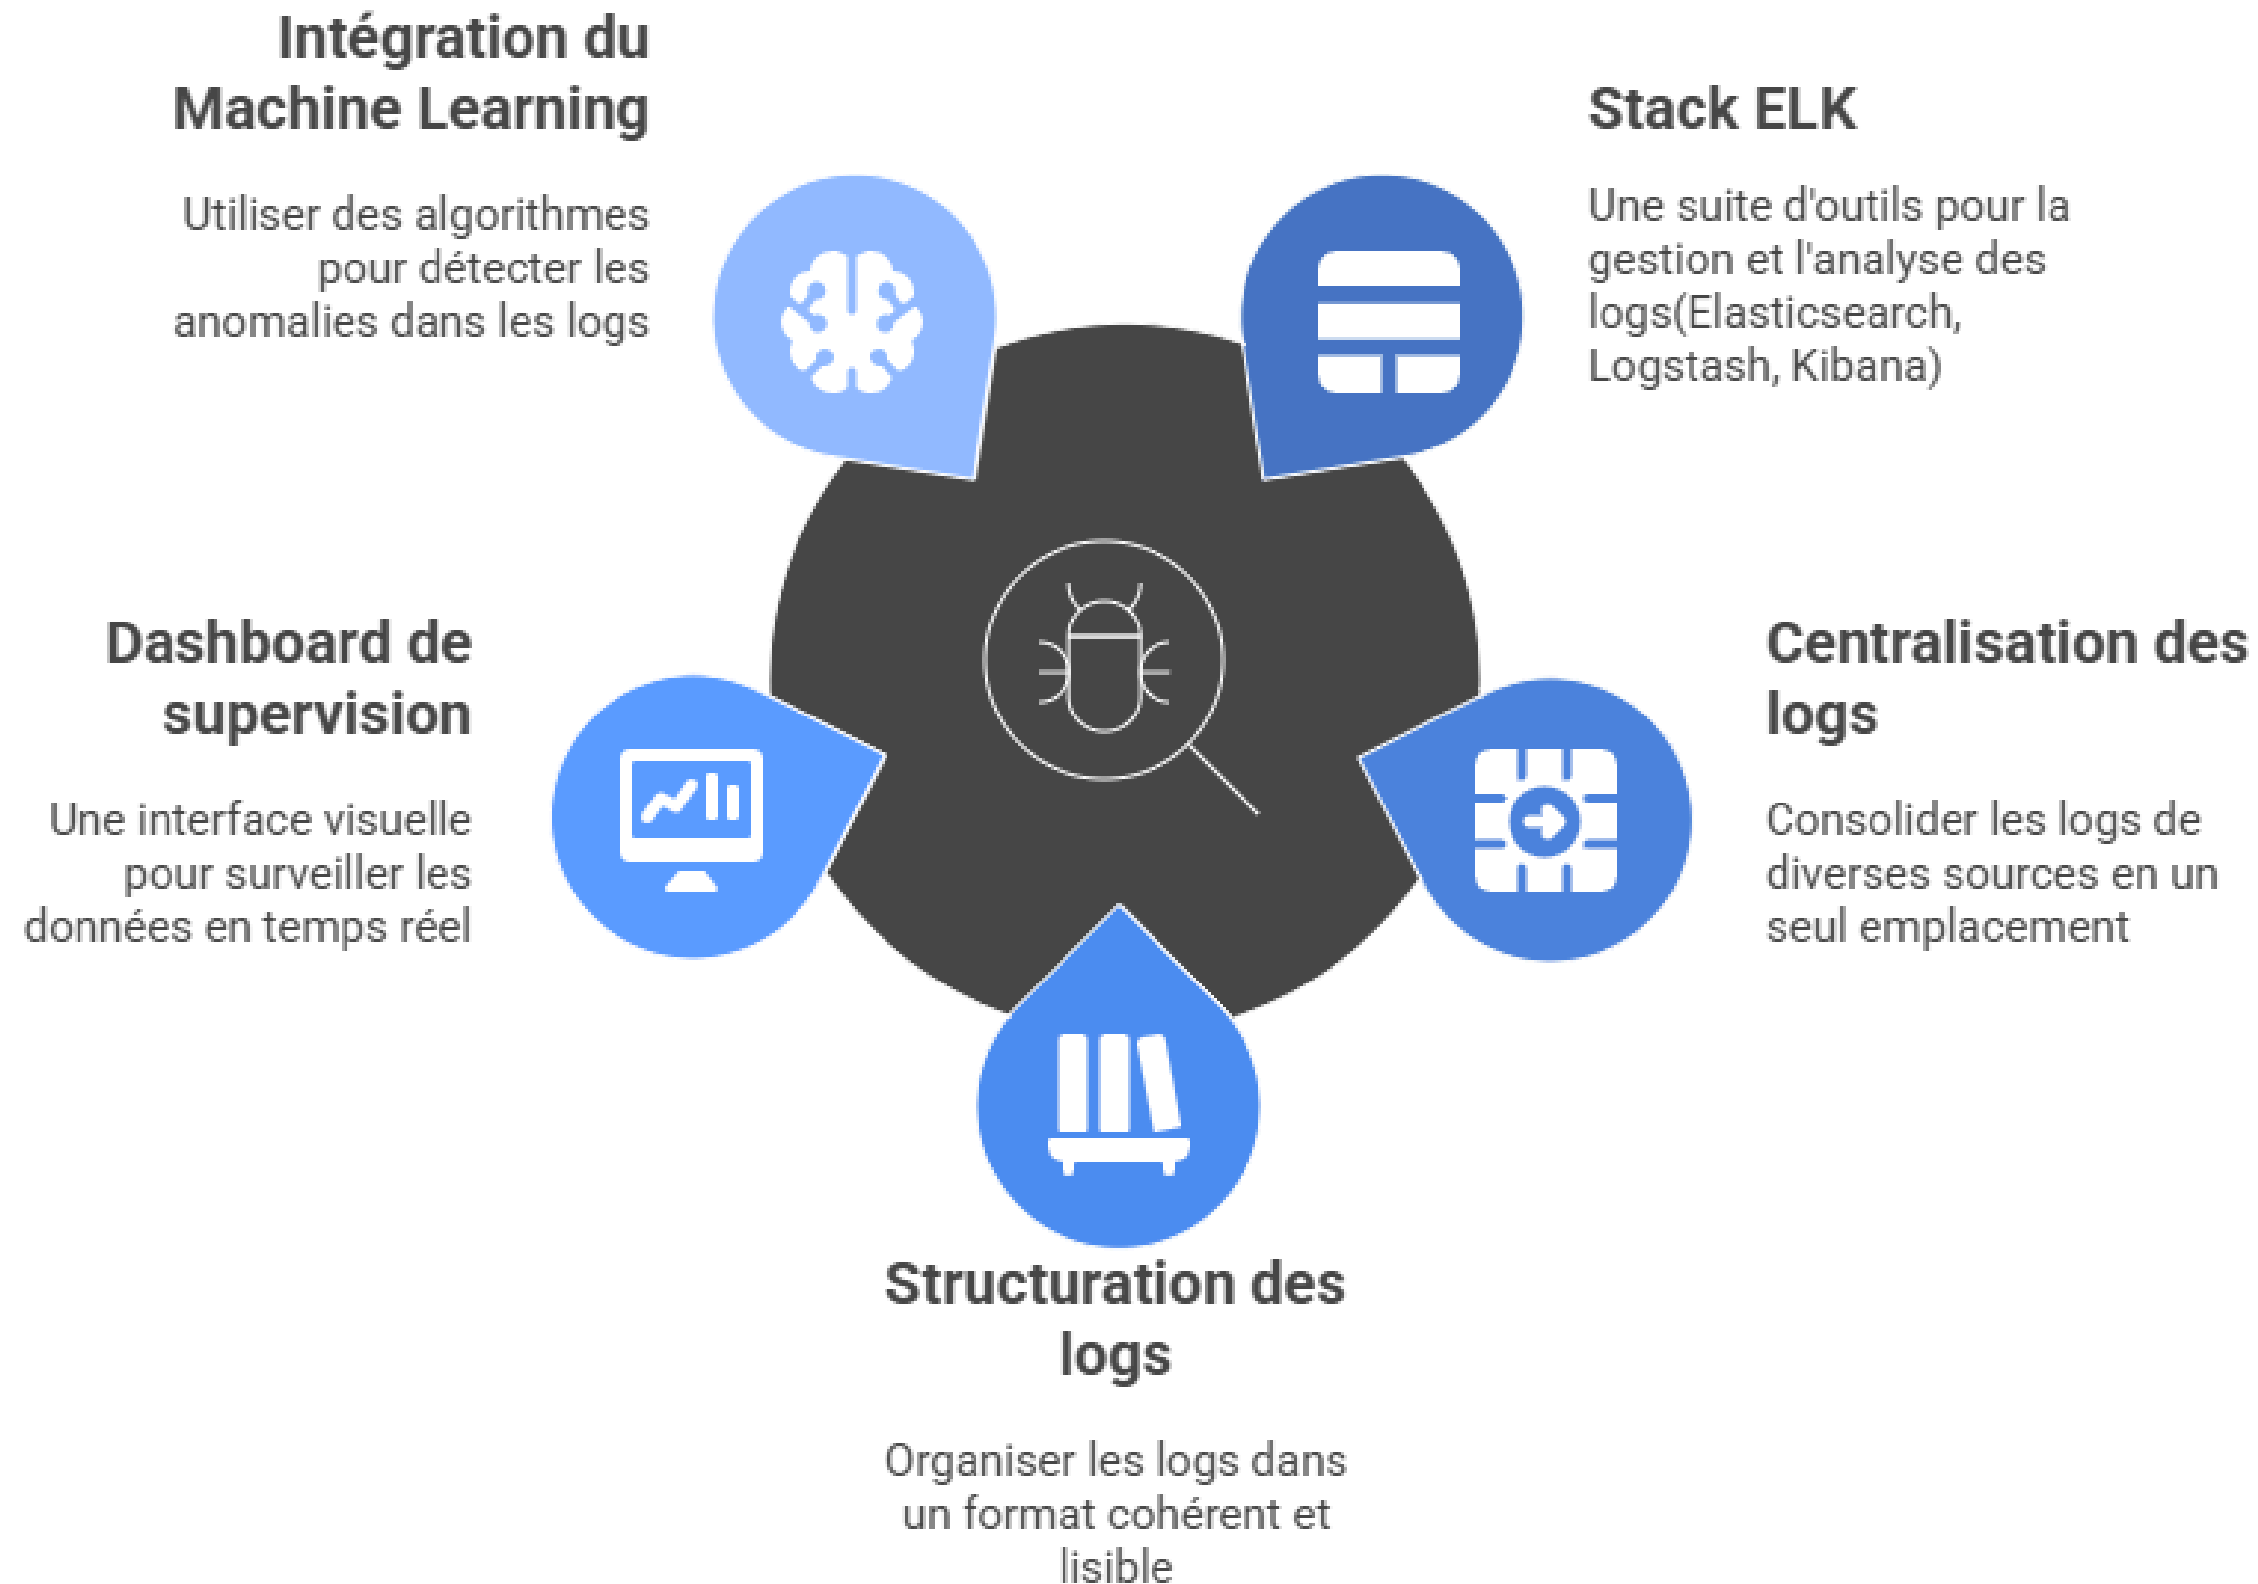 Intégration du
Machine Learning
Utiliser des algorithmes
pour détecter les
anomalies dans les logs
Stack ELK
Une suite d'outils pour la
gestion et l'analyse des
logs(Elasticsearch,
Logstash, Kibana)
Dashboard de
supervision
Une interface visuelle
pour surveiller les
données en temps réel
Centralisation des
logs
Consolider les logs de
diverses sources en un
seul emplacement
Structuration des
logs
Organiser les logs dans
un format cohérent et
lisible